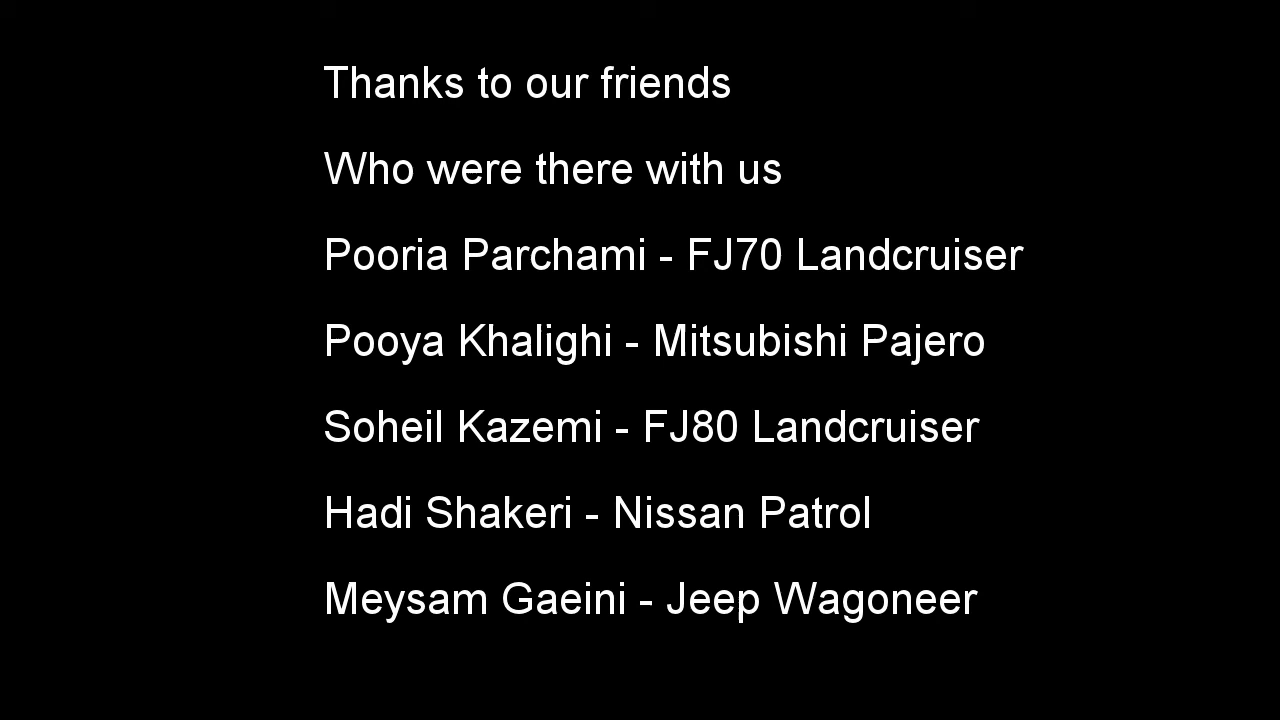 Thanks to our friends
Who were there with us
Pooria Parchami - FJ70 Landcruiser
Pooya Khalighi - Mitsubishi Pajero
Soheil Kazemi - FJ80 Landcruiser
Hadi Shakeri - Nissan Patrol
Meysam Gaeini - Jeep Wagoneer